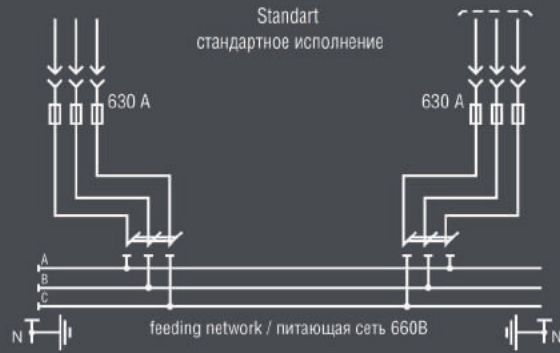 Standart
стандартное исполнение
630 A
630 A
A
B
C
N
feeding network / питающая сеть 660В
N